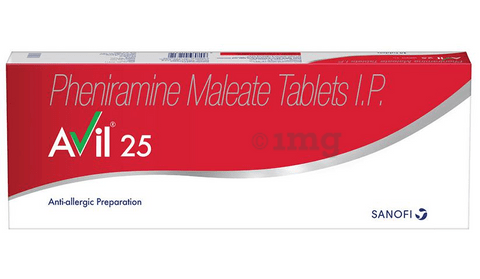 Pheniramine Maleate Tablets I.P.
Avil® 25
©1mg
Anti-allergic Preparation
SANOFI